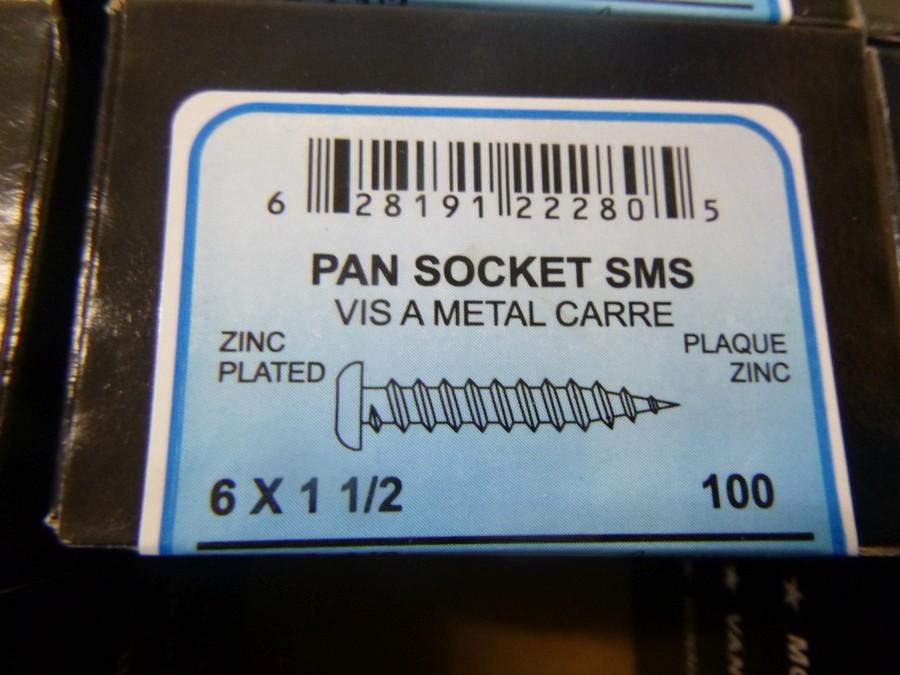 6 28191 22280 5
PAN SOCKET SMS
VIS A METAL CARRE
ZINC
PLATED
PLAQUE
ZINC
6 X 1 1/2
100